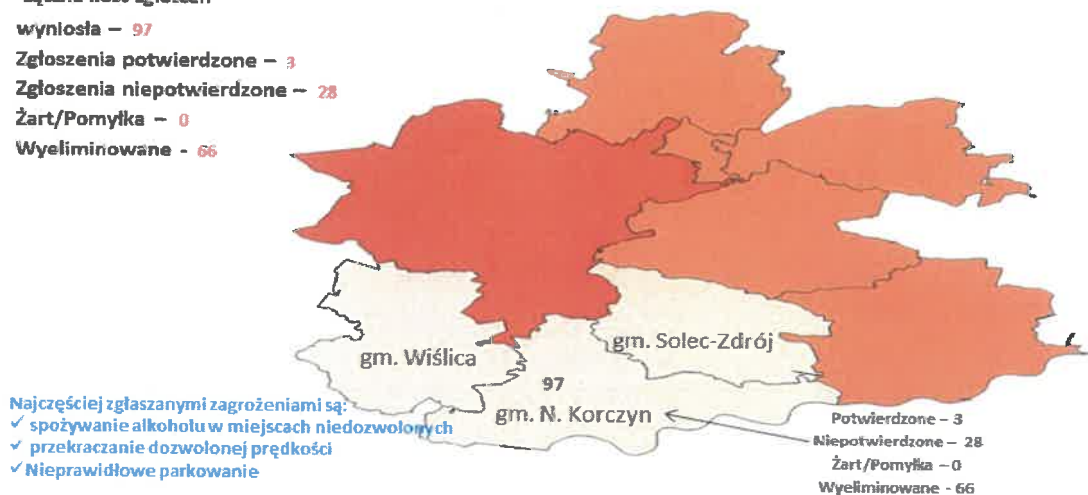 wyniosła – 97
Zgłoszenia potwierdzone – 3
Zgłoszenia niepotwierdzone – 28
Żart/Pomyłka – 0
Wyeliminowane - 66
gm. Wiślica
gm. Solec-Zdrój
97
gm. N. Korczyn
Najczęściej zgłaszanymi zagrożeniami są:
✓ spożywanie alkoholu w miejscach niedozwolonych
✓ przekraczanie dozwolonej prędkości
✓ Nieprawidłowe parkowanie
Potwierdzone – 3
Niepotwierdzone – 28
Żart/Pomyłka – 0
Wyeliminowane - 66